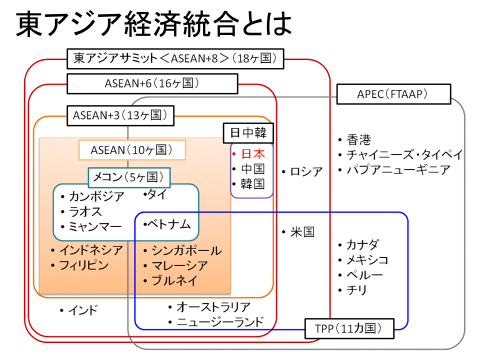 東アジア経済統合とは
東アジアサミット＜ASEAN+8＞(18ヶ国)
ASEAN+6(16ヶ国)
APEC(FTAAP)
ASEAN+3(13ヶ国)
日中韓
ASEAN(10ヶ国)
・日本
・中国
・韓国
・香港
・チャイニーズ・タイペイ
・パプアニューギニア
・ロシア
メコン(5ヶ国)
・カンボジア
・ラオス
・ミャンマー
・タイ
・ベトナム
・米国
・インドネシア
・フィリピン
・シンガポール
・マレーシア
・ブルネイ
・カナダ
・メキシコ
・ペルー
・チリ
・インド
・オーストラリア
・ニュージーランド
TPP(11カ国)